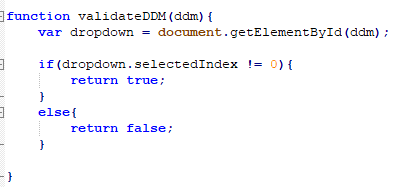 function validateDDM(ddm){
var dropdown = document.getElementById(ddm);
if(dropdown.selectedIndex != 0){
return true;
}
else{
return false;
}
}